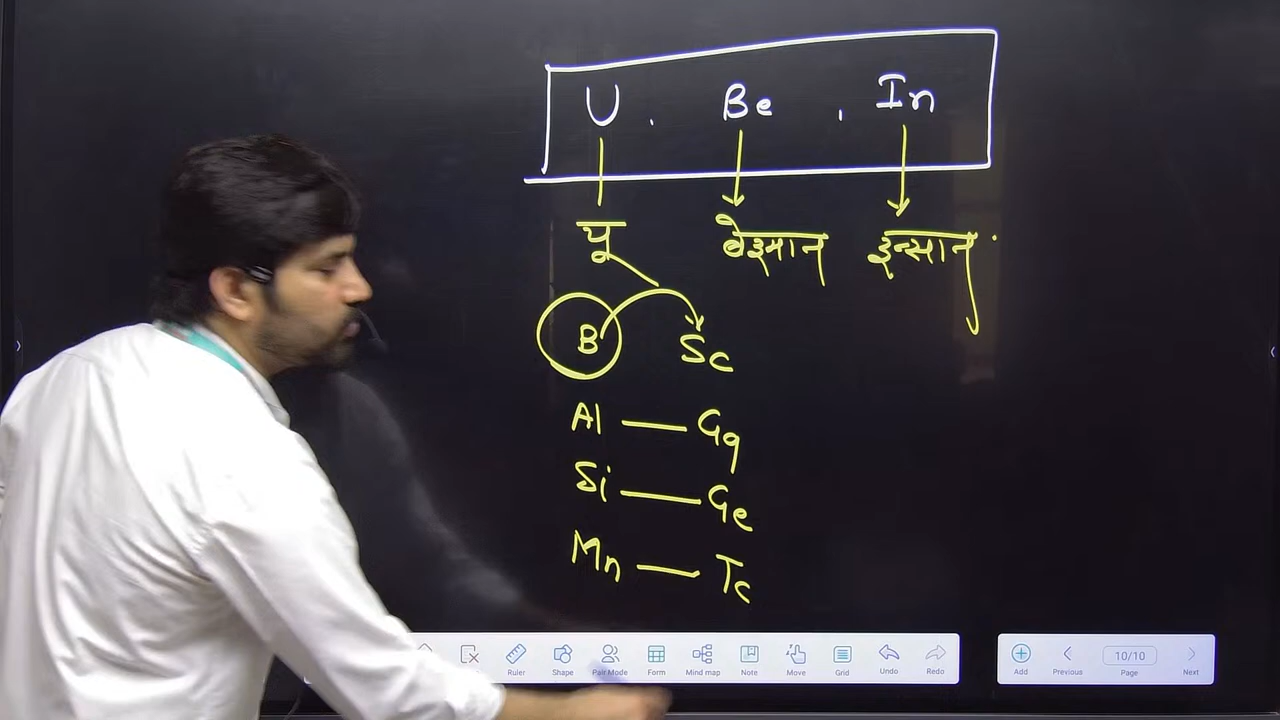 U , Be , In
यू बेइमान इन्सान
B Sc
Al — Ga
Si — Ge
Mn — Tc
Ruler Shape Pair Mode Form Mind map Note Move Grid Undo Redo
Add Previous 10/10 Page Next